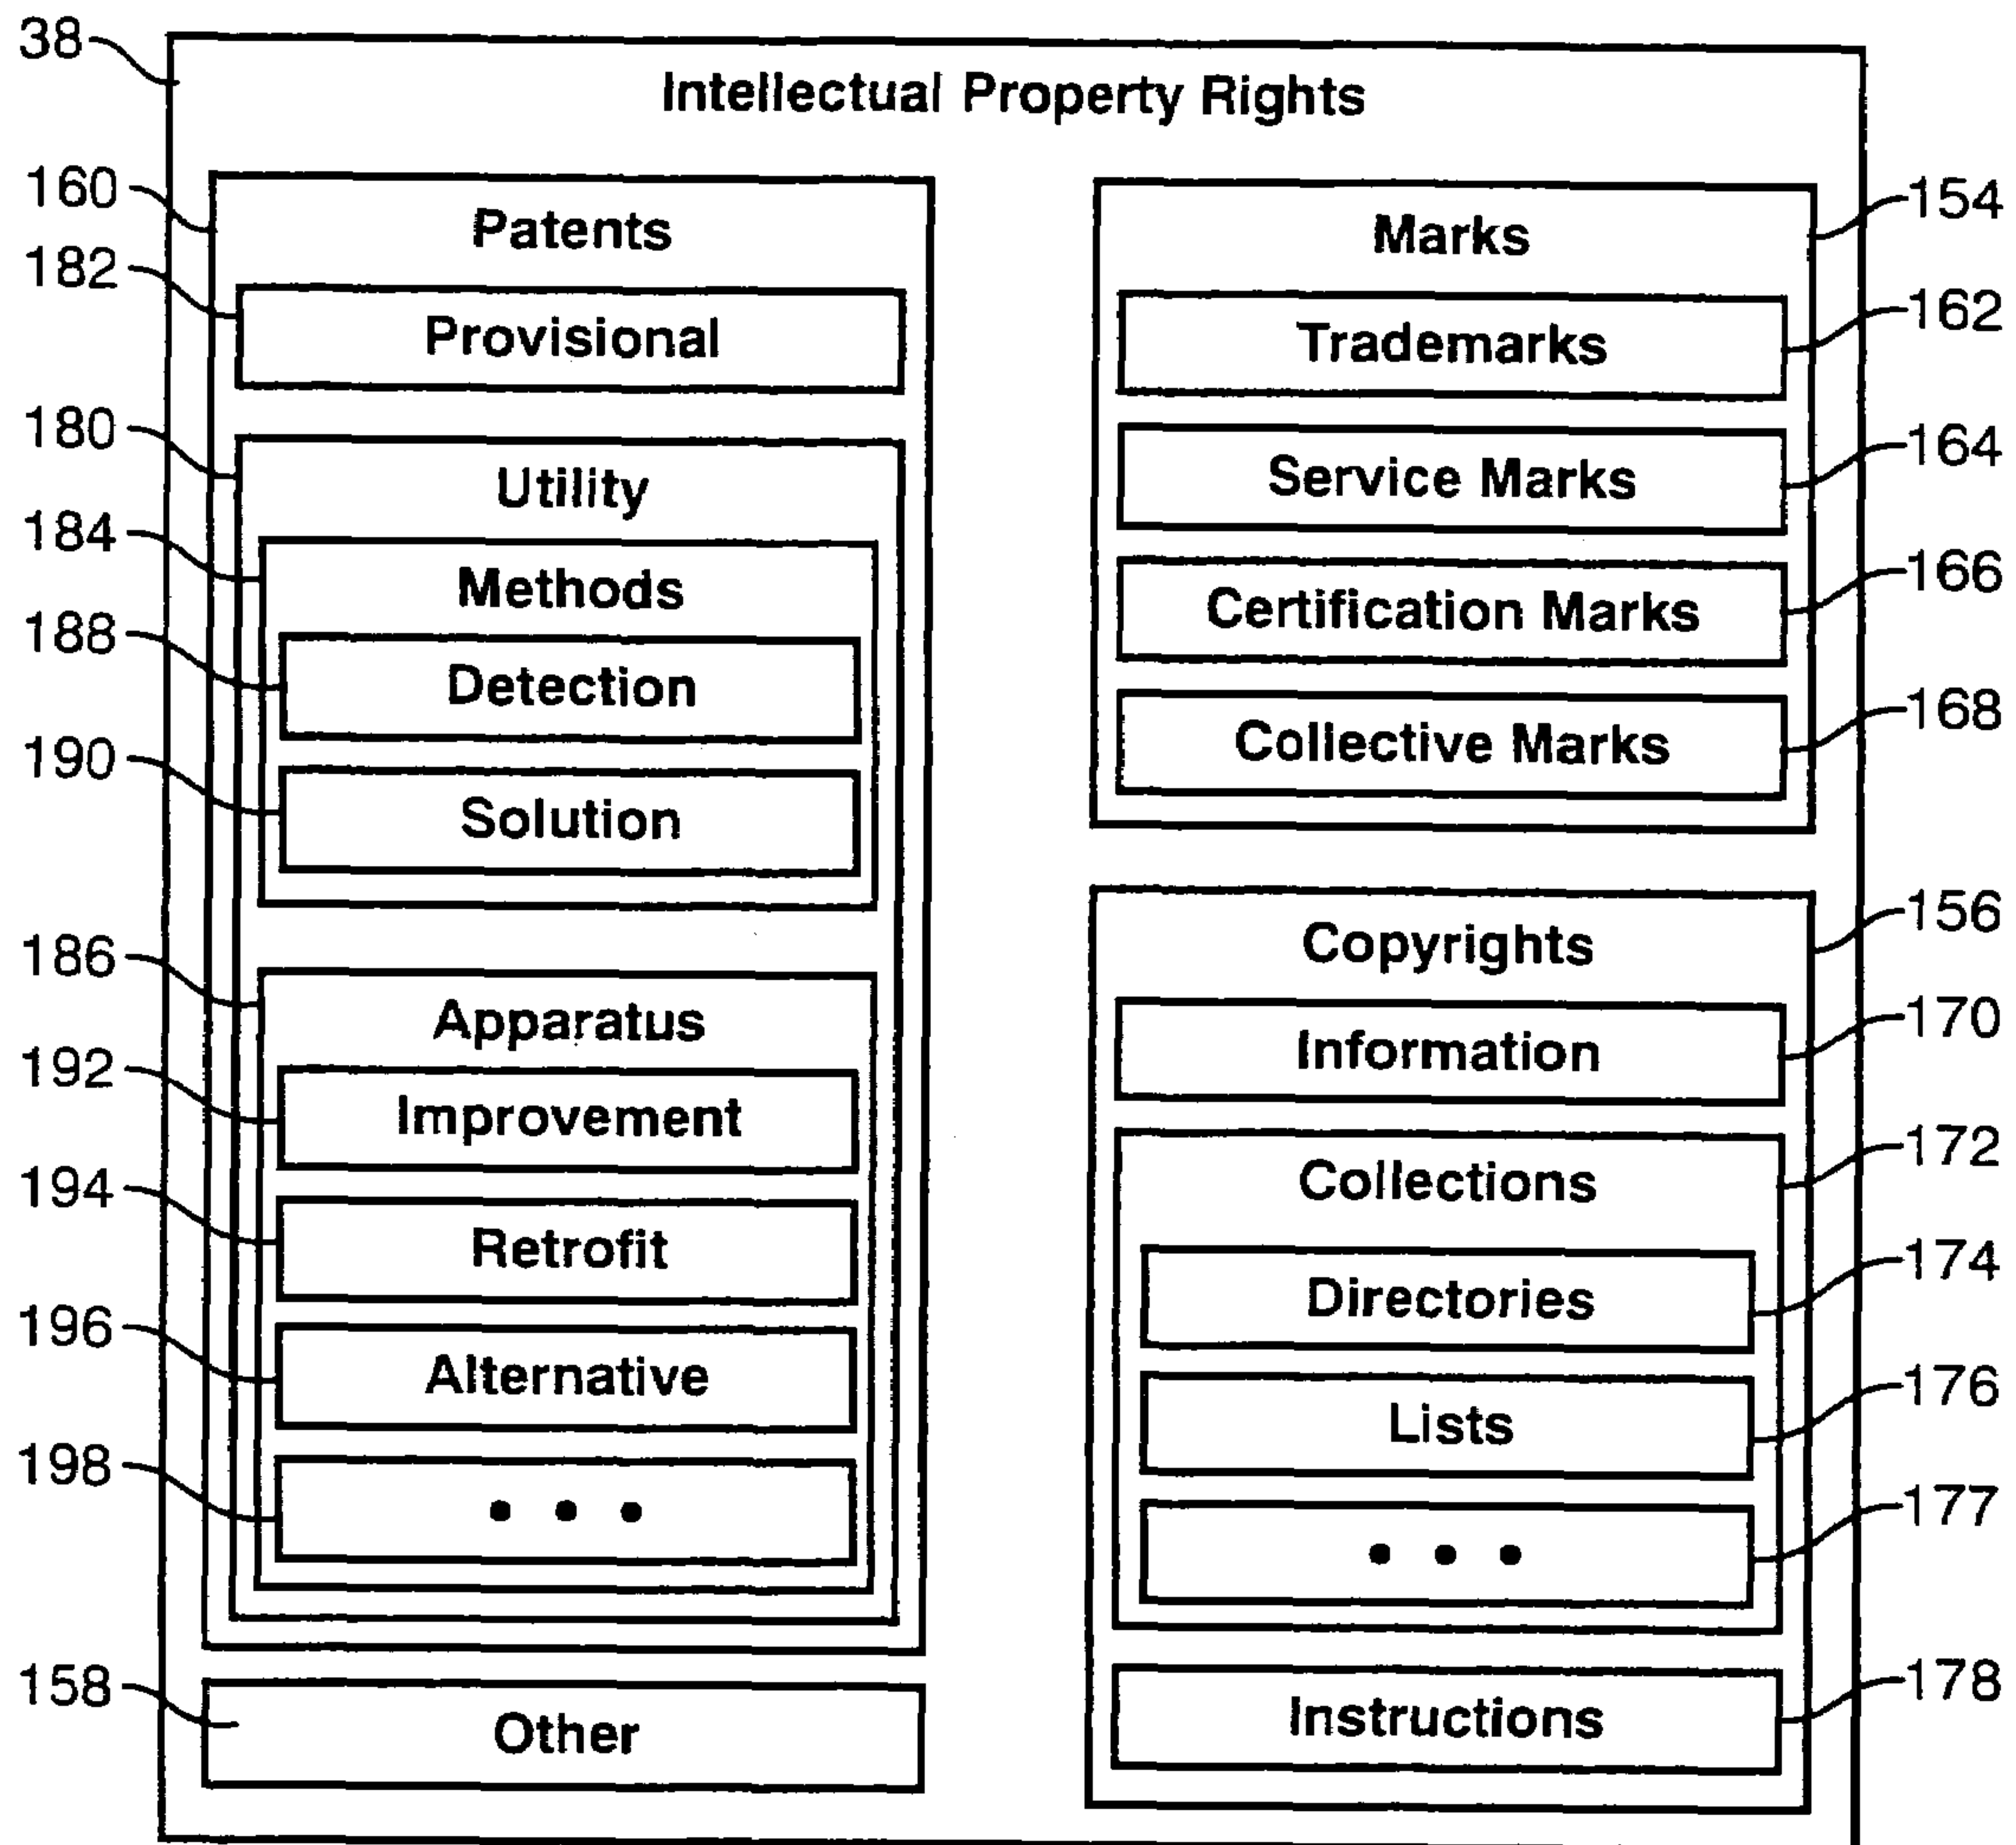 38
Intellectual Property Rights
160
Patents
182
Provisional
180
Utility
184
Methods
188
Detection
190
Solution
186
Apparatus
192
Improvement
194
Retrofit
196
Alternative
198
• • •
158
Other
Marks
154
Trademarks
162
Service Marks
164
Certification Marks
166
Collective Marks
168
Copyrights
156
Information
170
Collections
172
Directories
174
Lists
176
• • •
177
Instructions
178